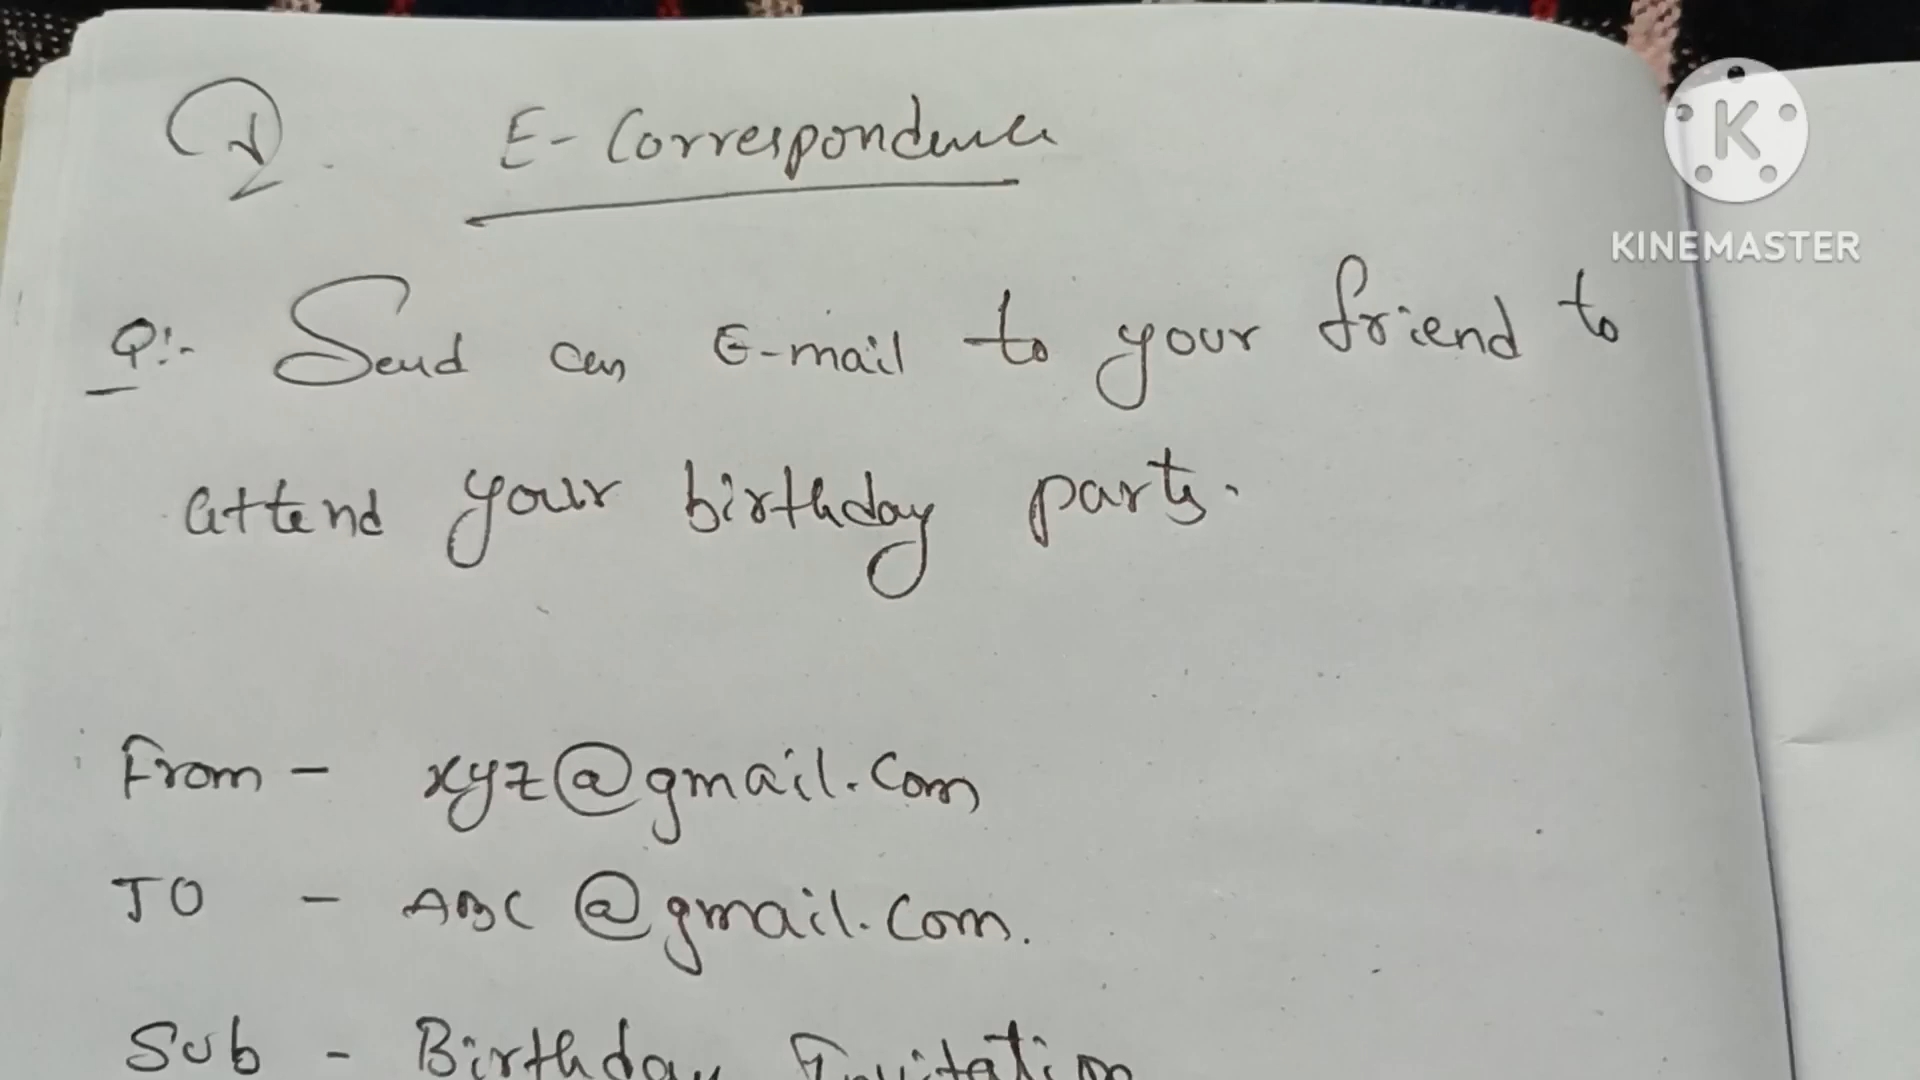 Q. E-Correspondence
K
KINEMASTER
Q:- Send an E-mail to your friend to
attend your birthday party.
From - xyz@gmail.com
TO - ABC @gmail.com.
Sub - Birthday Invitation